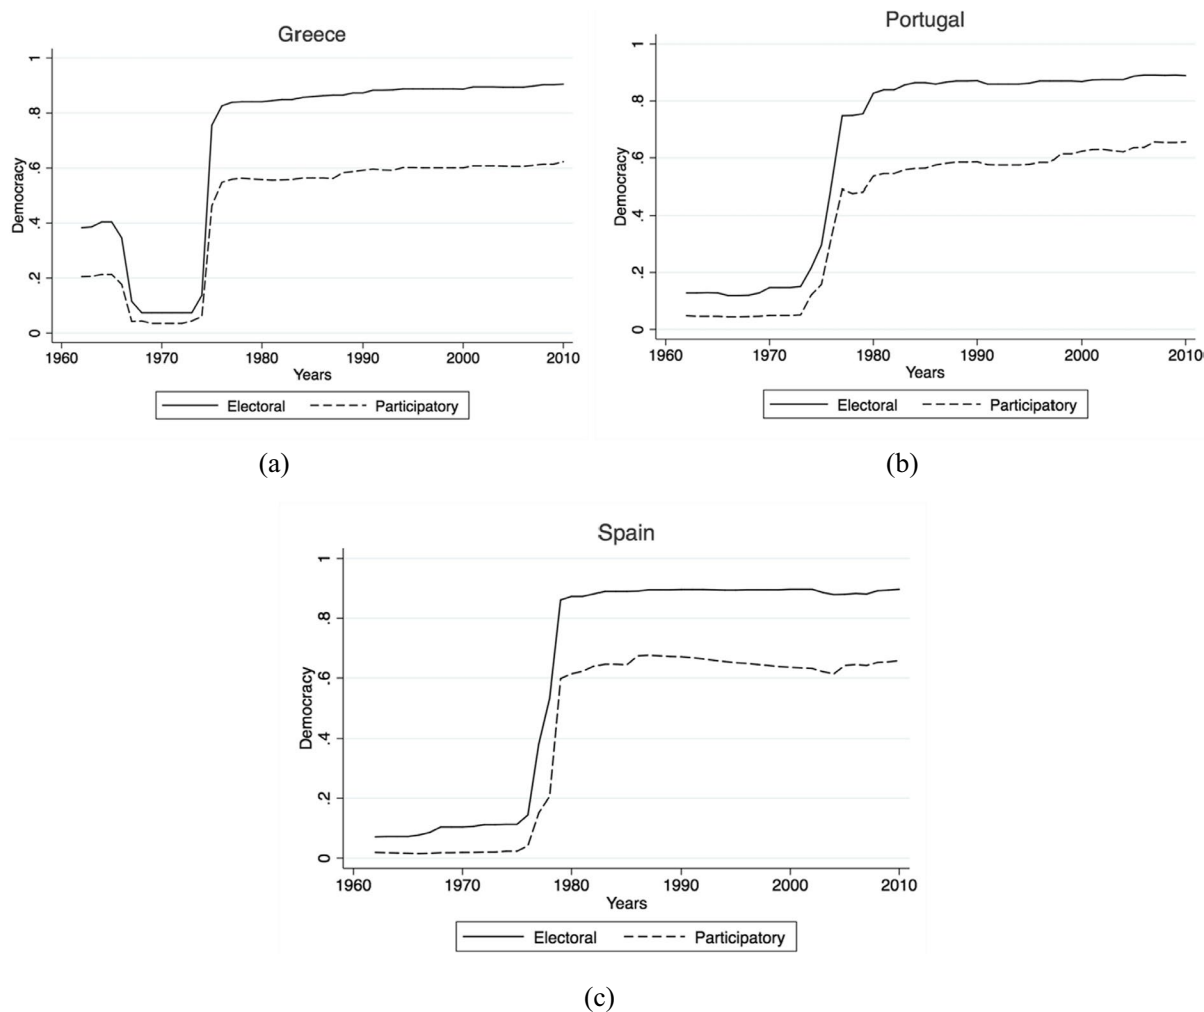 Greece
1
.8
.6
.4
.2
0
Democracy
1960 1970 1980 1990 2000 2010
Years
Electoral Participatory
(a)
Portugal
1
.8
.6
.4
.2
0
Democracy
1960 1970 1980 1990 2000 2010
Years
Electoral Participatory
(b)
Spain
1
.8
.6
.4
.2
0
Democracy
1960 1970 1980 1990 2000 2010
Years
Electoral Participatory
(c)